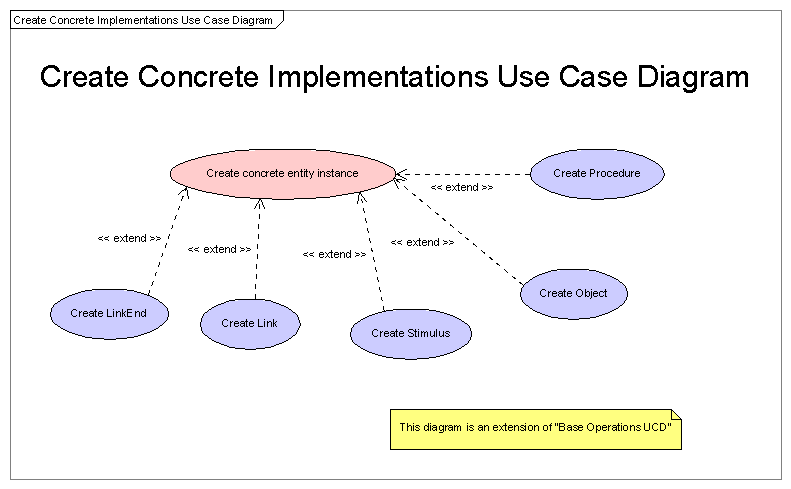 Create Concrete Implementations Use Case Diagram
Create Concrete Implementations Use Case Diagram
Create concrete entity instance
Create Procedure
<< extend >>
<< extend >>
<< extend >>
<< extend >>
<< extend >>
Create Object
Create LinkEnd
Create Link
Create Stimulus
This diagram is an extension of "Base Operations UCD"